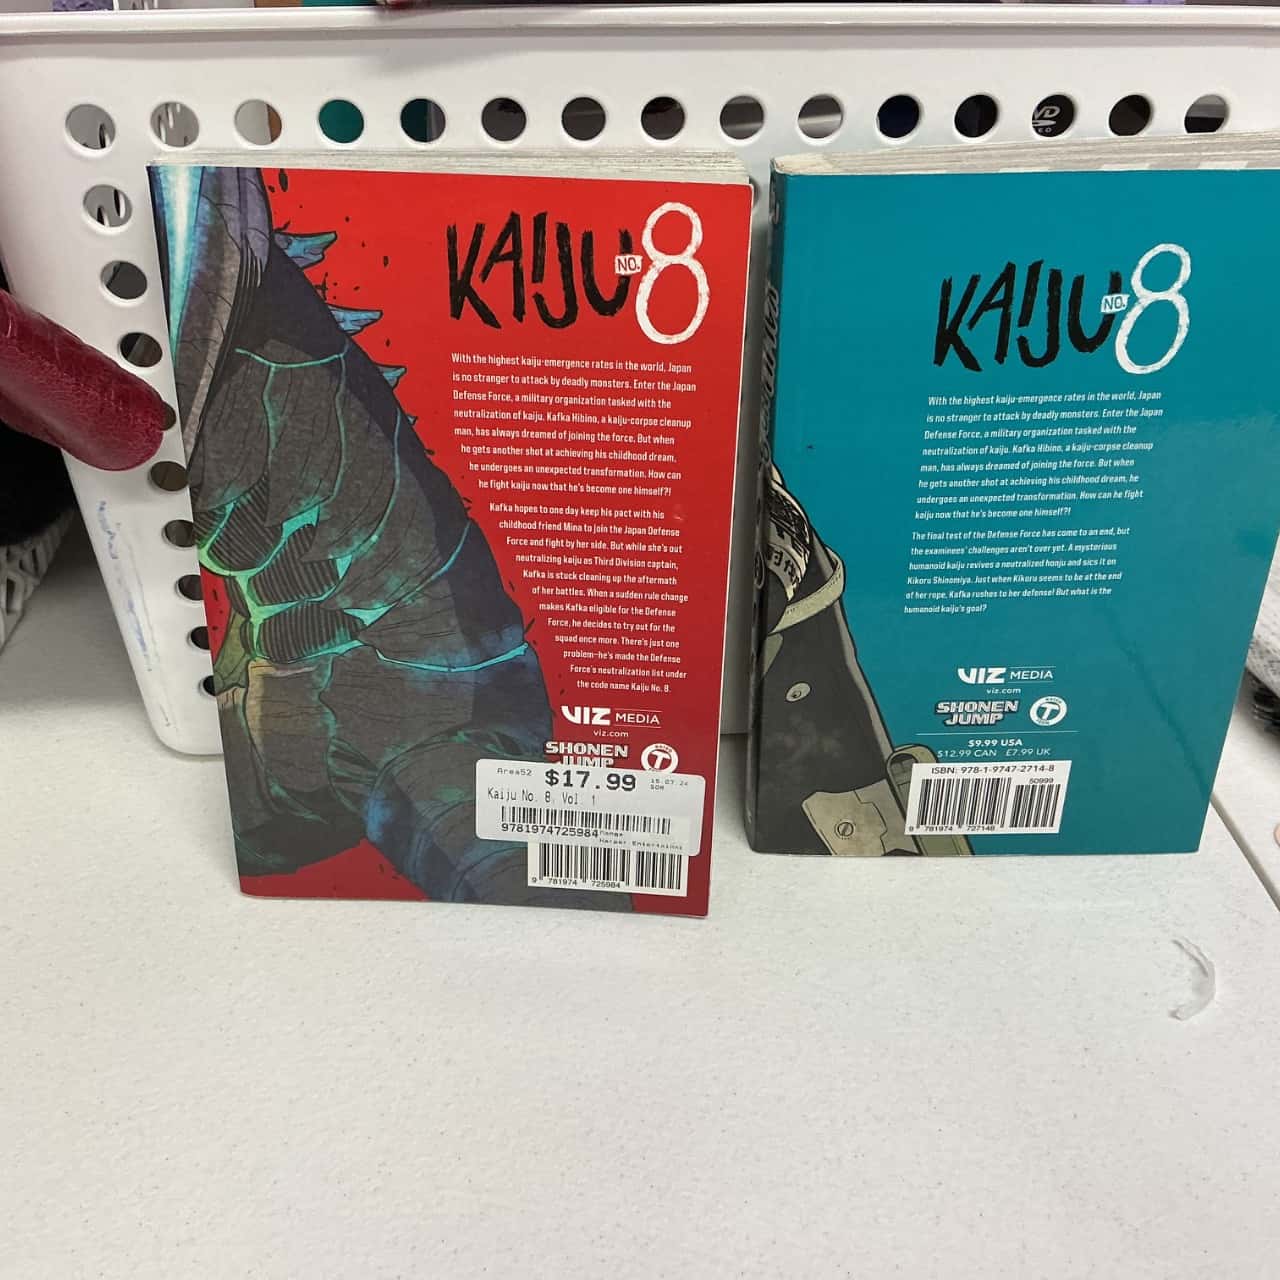 KAIJU NO. 8
With the highest kaiju-emergence rates in the world, Japan
is no stranger to attack by deadly monsters. Enter the Japan
Defense Force, a military organization tasked with the
neutralization of kaiju. Kafka Hibino, a kaiju-corpse cleanup
man, has always dreamed of joining the force. But when
he gets another shot at achieving his childhood dream,
he undergoes an unexpected transformation. How can
he fight kaiju now that he's become one himself?!
Kafka hopes to one day keep his pact with his
childhood friend Mina to join the Japan Defense
Force and fight by her side. But while she's out
neutralizing kaiju as Third Division captain,
Kafka is stuck cleaning up the aftermath
of her battles. When a sudden rule change
makes Kafka eligible for the Defense
Force, he decides to try out for the
squad once more. There's just one
problem—he's made the Defense
Force's neutralization list under
the code name Kaiju No. 8.
VIZ MEDIA
viz.com
SHONEN
JUMP
T
Area52 $17.99 15.07.24
SOR
Kaiju No. 8, Vol. 1
9781974725984 Manga
9 781974 725984
KAIJU NO. 8
With the highest kaiju-emergence rates in the world, Japan
is no stranger to attack by deadly monsters. Enter the Japan
Defense Force, a military organization tasked with the
neutralization of kaiju. Kafka Hibino, a kaiju-corpse cleanup
man, has always dreamed of joining the force. But when
he gets another shot at achieving his childhood dream, he
undergoes an unexpected transformation. How can he fight
kaiju now that he's become one himself?!
The final test of the Defense Force has come to an end, but
the examinees' challenges aren't over yet. A mysterious
humanoid kaiju revives a neutralized honju and sics it on
Kikoru Shinomiya. Just when Kikoru seems to be at the end
of her rope, Kafka rushes to her defense! But what is the
humanoid kaiju's goal?
VIZ MEDIA
viz.com
SHONEN
JUMP
T
$9.99 USA
$12.99 CAN £7.99 UK
ISBN: 978-1-9747-2714-8
50999
9 781974 727148